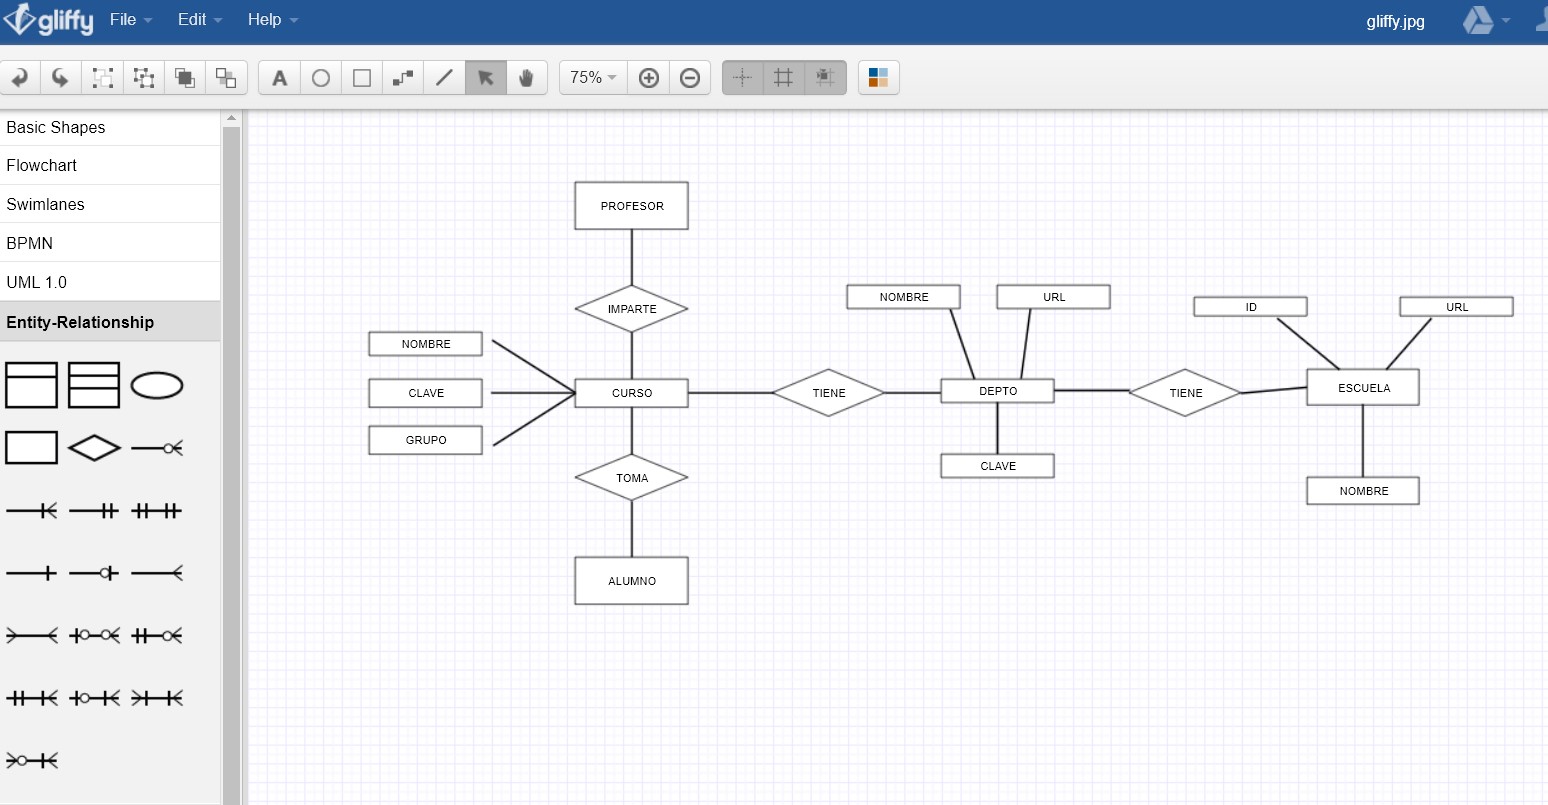 gliffy
File
Edit
Help
gliffy.jpg
A
75%
Basic Shapes
Flowchart
Swimlanes
BPMN
UML 1.0
Entity-Relationship
PROFESOR
IMPARTE
NOMBRE
CLAVE
GRUPO
CURSO
TOMA
ALUMNO
TIENE
NOMBRE
URL
DEPTO
CLAVE
TIENE
ID
URL
ESCUELA
NOMBRE